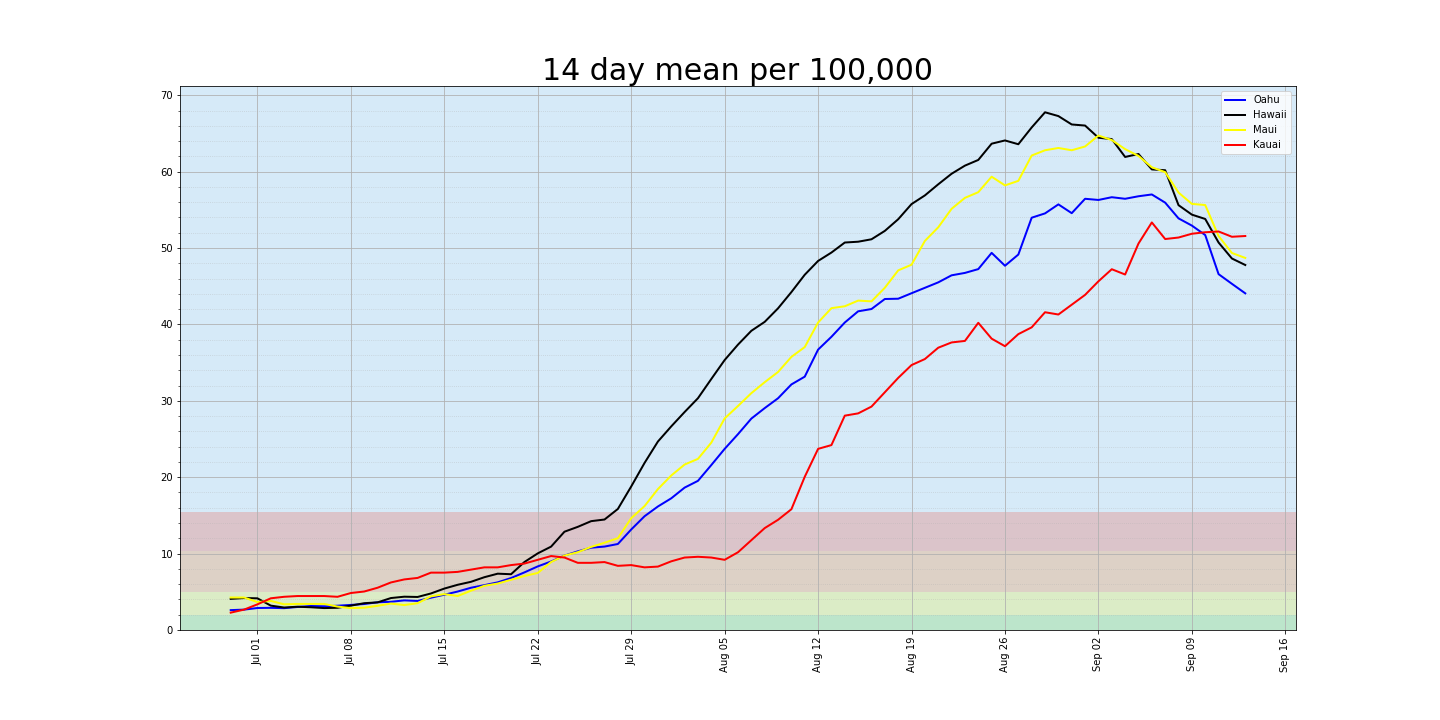 14 day mean per 100,000
70
60
50
40
30
20
10
0
Oahu
Hawaii
Maui
Kauai
Jul 01
Jul 08
Jul 15
Jul 22
Jul 29
Aug 05
Aug 12
Aug 19
Aug 26
Sep 02
Sep 09
Sep 16